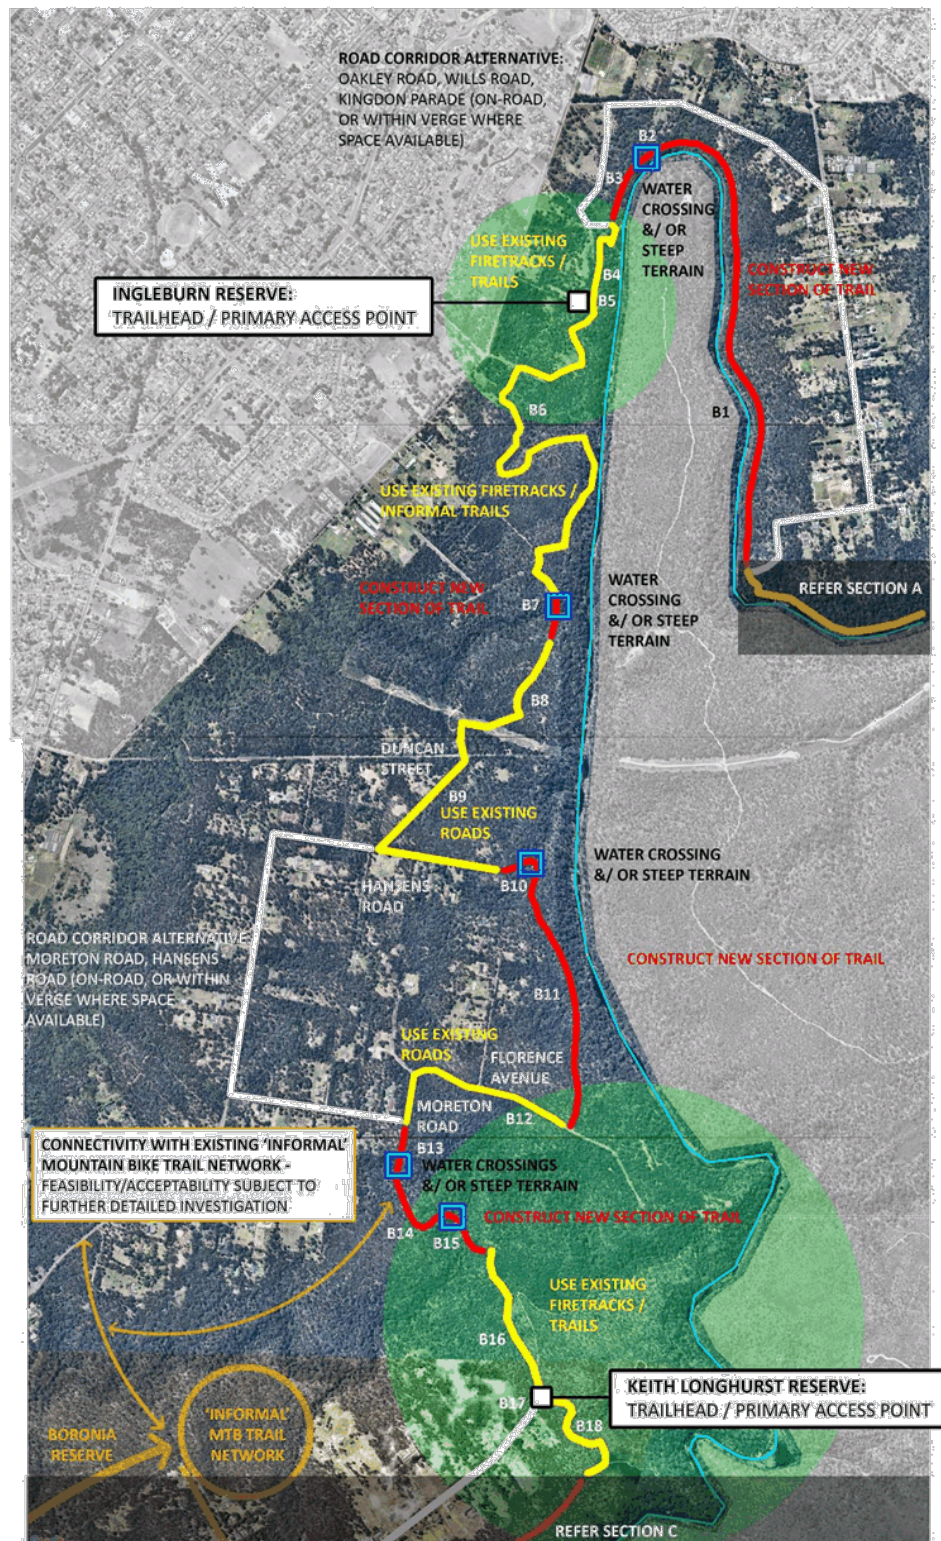 ROAD CORRIDOR ALTERNATIVE:
OAKLEY ROAD, WILLS ROAD,
KINGDON PARADE (ON-ROAD,
OR WITHIN VERGE WHERE
SPACE AVAILABLE)
B2
B3
WATER
CROSSING
&/ OR
STEEP
TERRAIN
USE EXISTING
FIRETRACKS /
TRAILS
B4
CONSTRUCT NEW
SECTION OF TRAIL
INGLEBURN RESERVE:
TRAILHEAD / PRIMARY ACCESS POINT
B5
B6
B1
USE EXISTING FIRETRACKS /
INFORMAL TRAILS
CONSTRUCT NEW
SECTION OF TRAIL
B7
WATER
CROSSING
&/ OR STEEP
TERRAIN
REFER SECTION A
B8
DUNCAN
STREET
B9
USE EXISTING
ROADS
HANSENS
ROAD
B10
WATER CROSSING
&/ OR STEEP TERRAIN
ROAD CORRIDOR ALTERNATIVE
MORETON ROAD, HANSENS
ROAD (ON-ROAD, OR WITHIN
VERGE WHERE SPACE
AVAILABLE)
CONSTRUCT NEW SECTION OF TRAIL
B11
USE EXISTING
ROADS
FLORENCE
AVENUE
MORETON
ROAD
B12
CONNECTIVITY WITH EXISTING 'INFORMAL'
MOUNTAIN BIKE TRAIL NETWORK -
FEASIBILITY/ACCEPTABILITY SUBJECT TO
FURTHER DETAILED INVESTIGATION
B13
WATER CROSSINGS
&/ OR STEEP TERRAIN
B14
B15
CONSTRUCT NEW SECTION OF TRAIL
USE EXISTING
FIRETRACKS /
TRAILS
B16
KEITH LONGHURST RESERVE:
TRAILHEAD / PRIMARY ACCESS POINT
B17
B18
BORONIA
RESERVE
'INFORMAL'
MTB TRAIL
NETWORK
REFER SECTION C